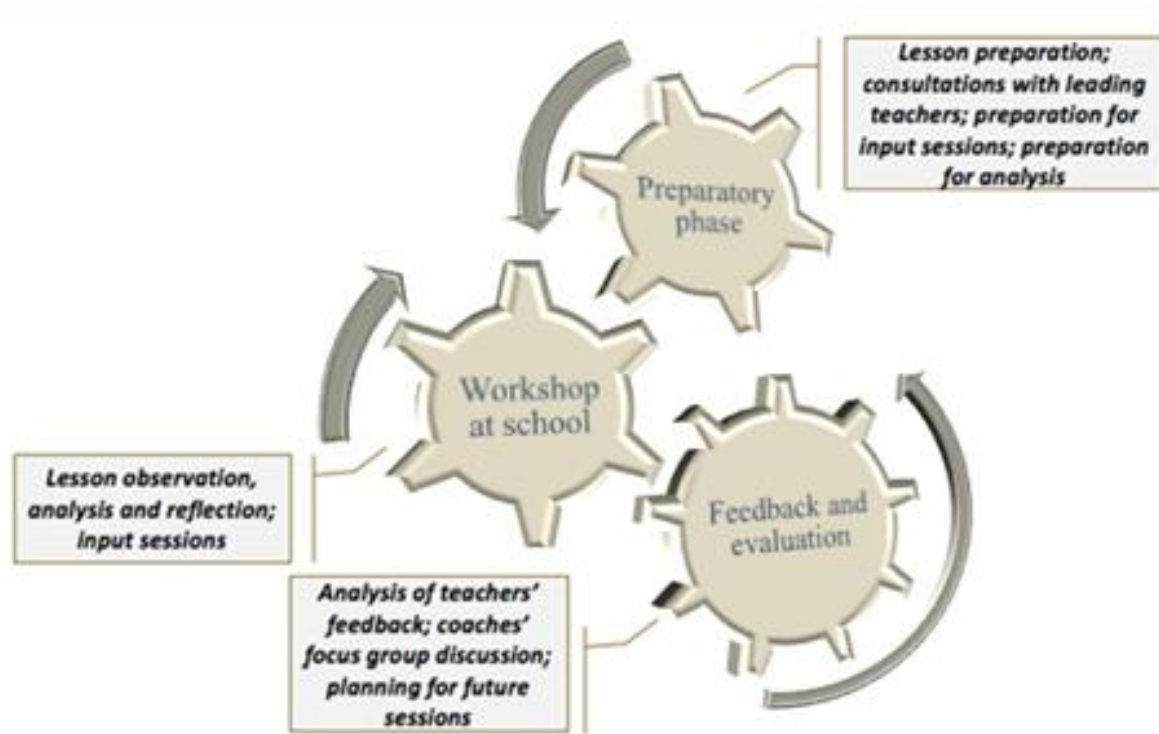 Lesson preparation;
consultations with leading
teachers; preparation for
input sessions; preparation
for analysis
Preparatory
phase
Workshop
at school
Lesson observation,
analysis and reflection;
input sessions
Feedback and
evaluation
Analysis of teachers’
feedback; coaches’
focus group discussion;
planning for future
sessions